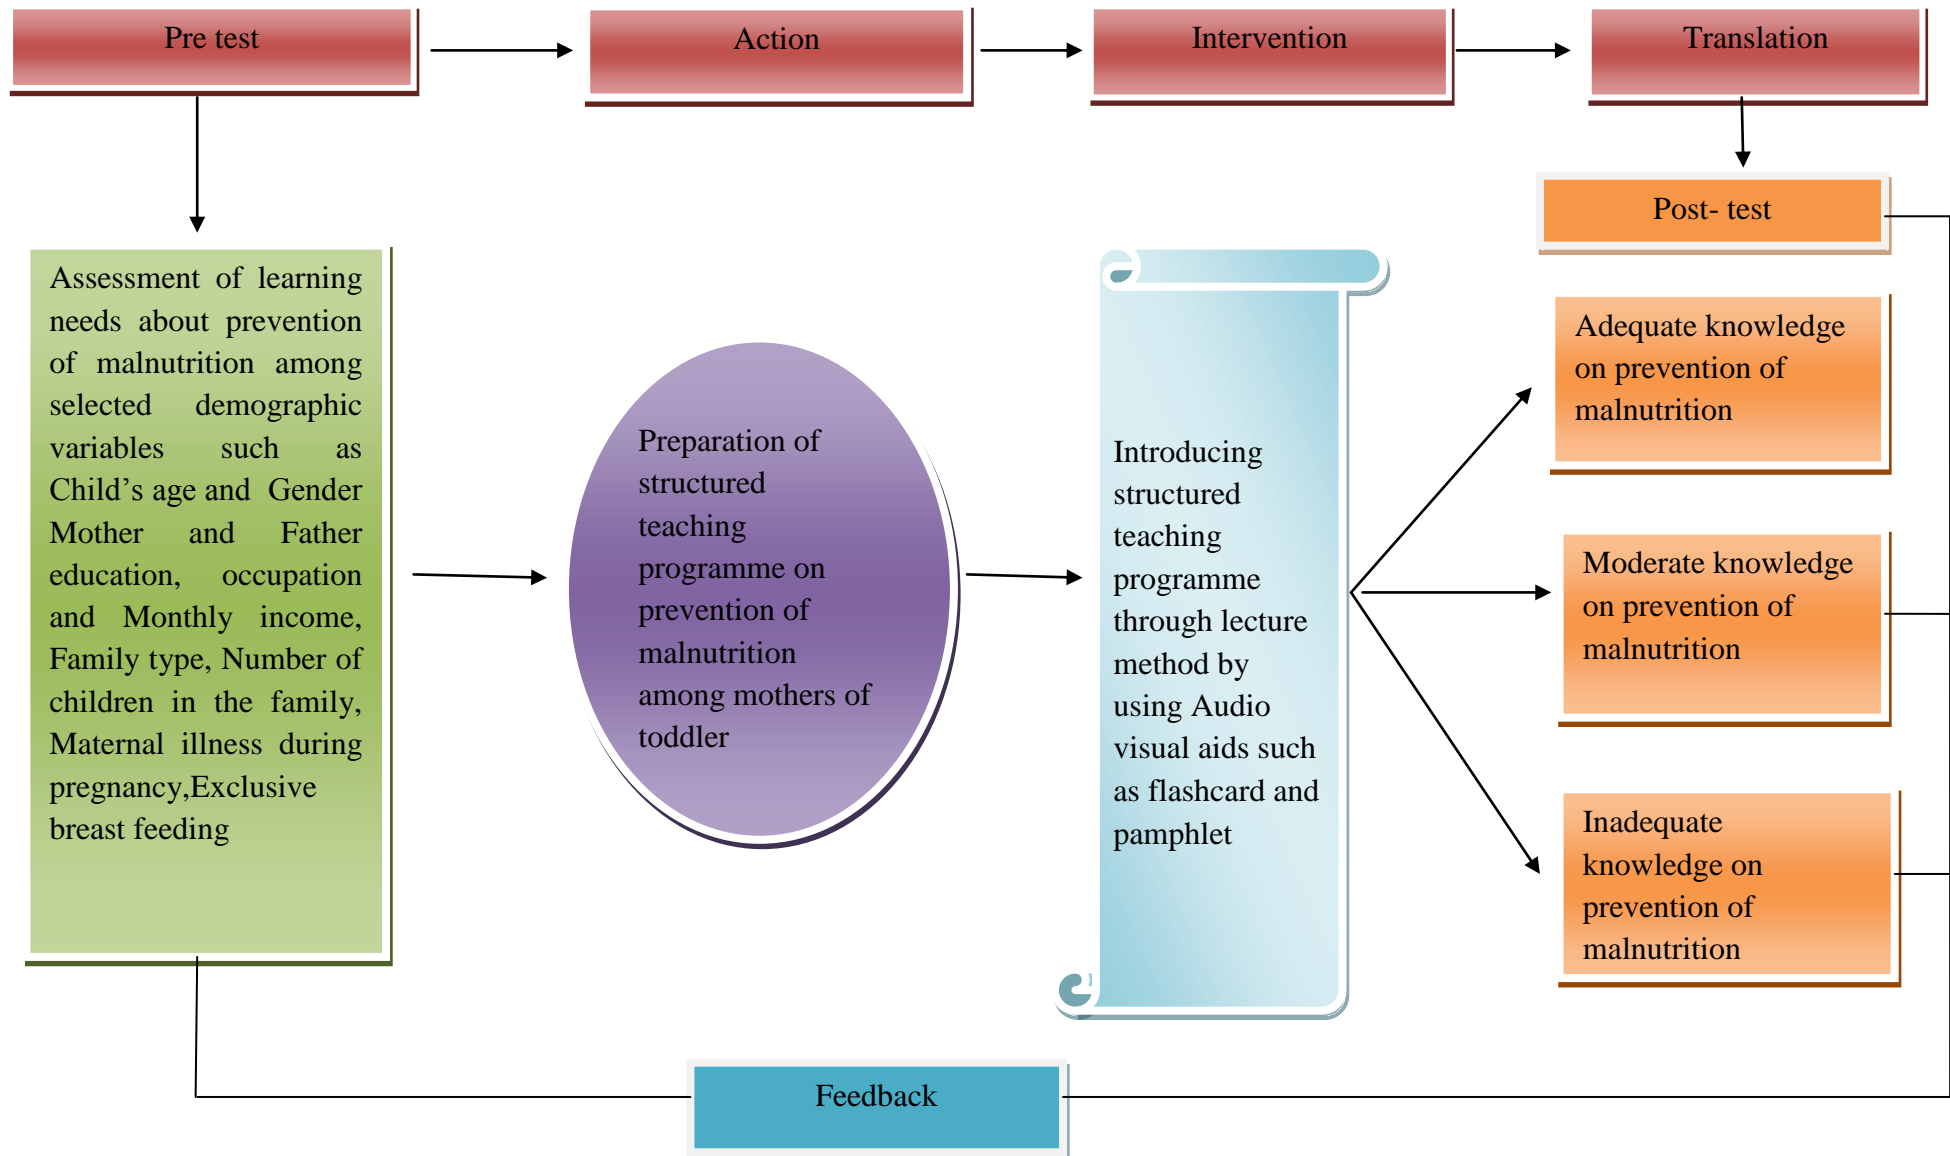 Pre test
Action
Intervention
Translation
Post- test
Assessment of learning
needs about prevention
of malnutrition among
selected demographic
variables such as
Child’s age and Gender
Mother and Father
education, occupation
and Monthly income,
Family type, Number of
children in the family,
Maternal illness during
pregnancy,Exclusive
breast feeding
Preparation of
structured
teaching
programme on
prevention of
malnutrition
among mothers of
toddler
Introducing
structured
teaching
programme
through lecture
method by
using Audio
visual aids such
as flashcard and
pamphlet
Adequate knowledge
on prevention of
malnutrition
Moderate knowledge
on prevention of
malnutrition
Inadequate
knowledge on
prevention of
malnutrition
Feedback